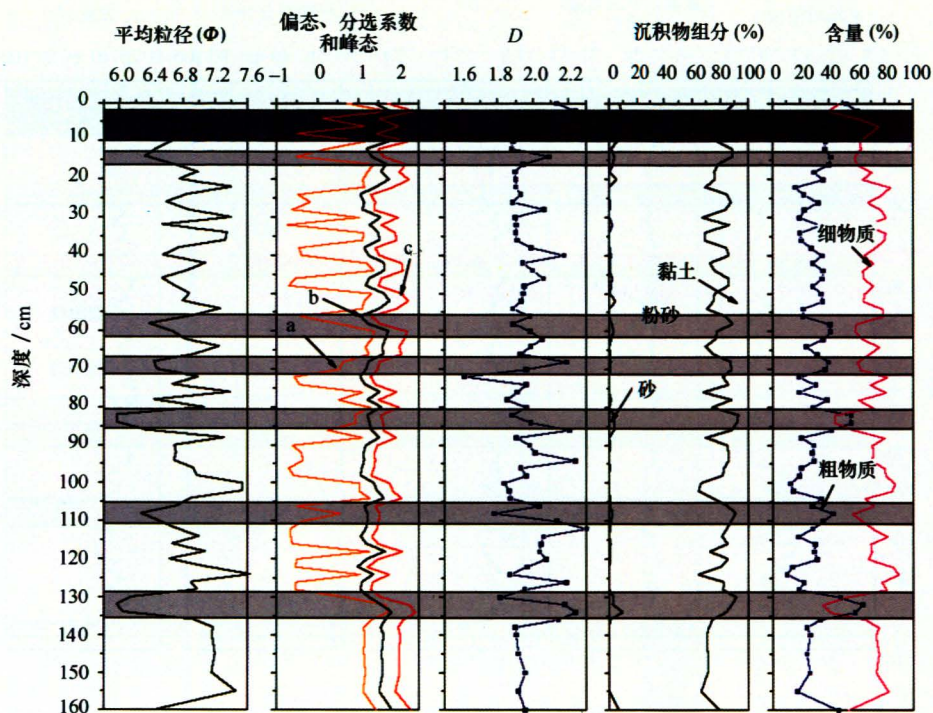 平均粒径 (Φ)
偏态、分选系数
和峰态
D
沉积物组分 (%)
含量 (%)
6.0 6.4 6.8 7.2 7.6
−1 0 1 2
1.6 1.8 2.0 2.2
0 20 40 60 80 100
0 20 40 60 80 100
深度 / cm
0
10
20
30
40
50
60
70
80
90
100
110
120
130
140
150
160
a
b
c
黏土
粉砂
砂
细物质
粗物质